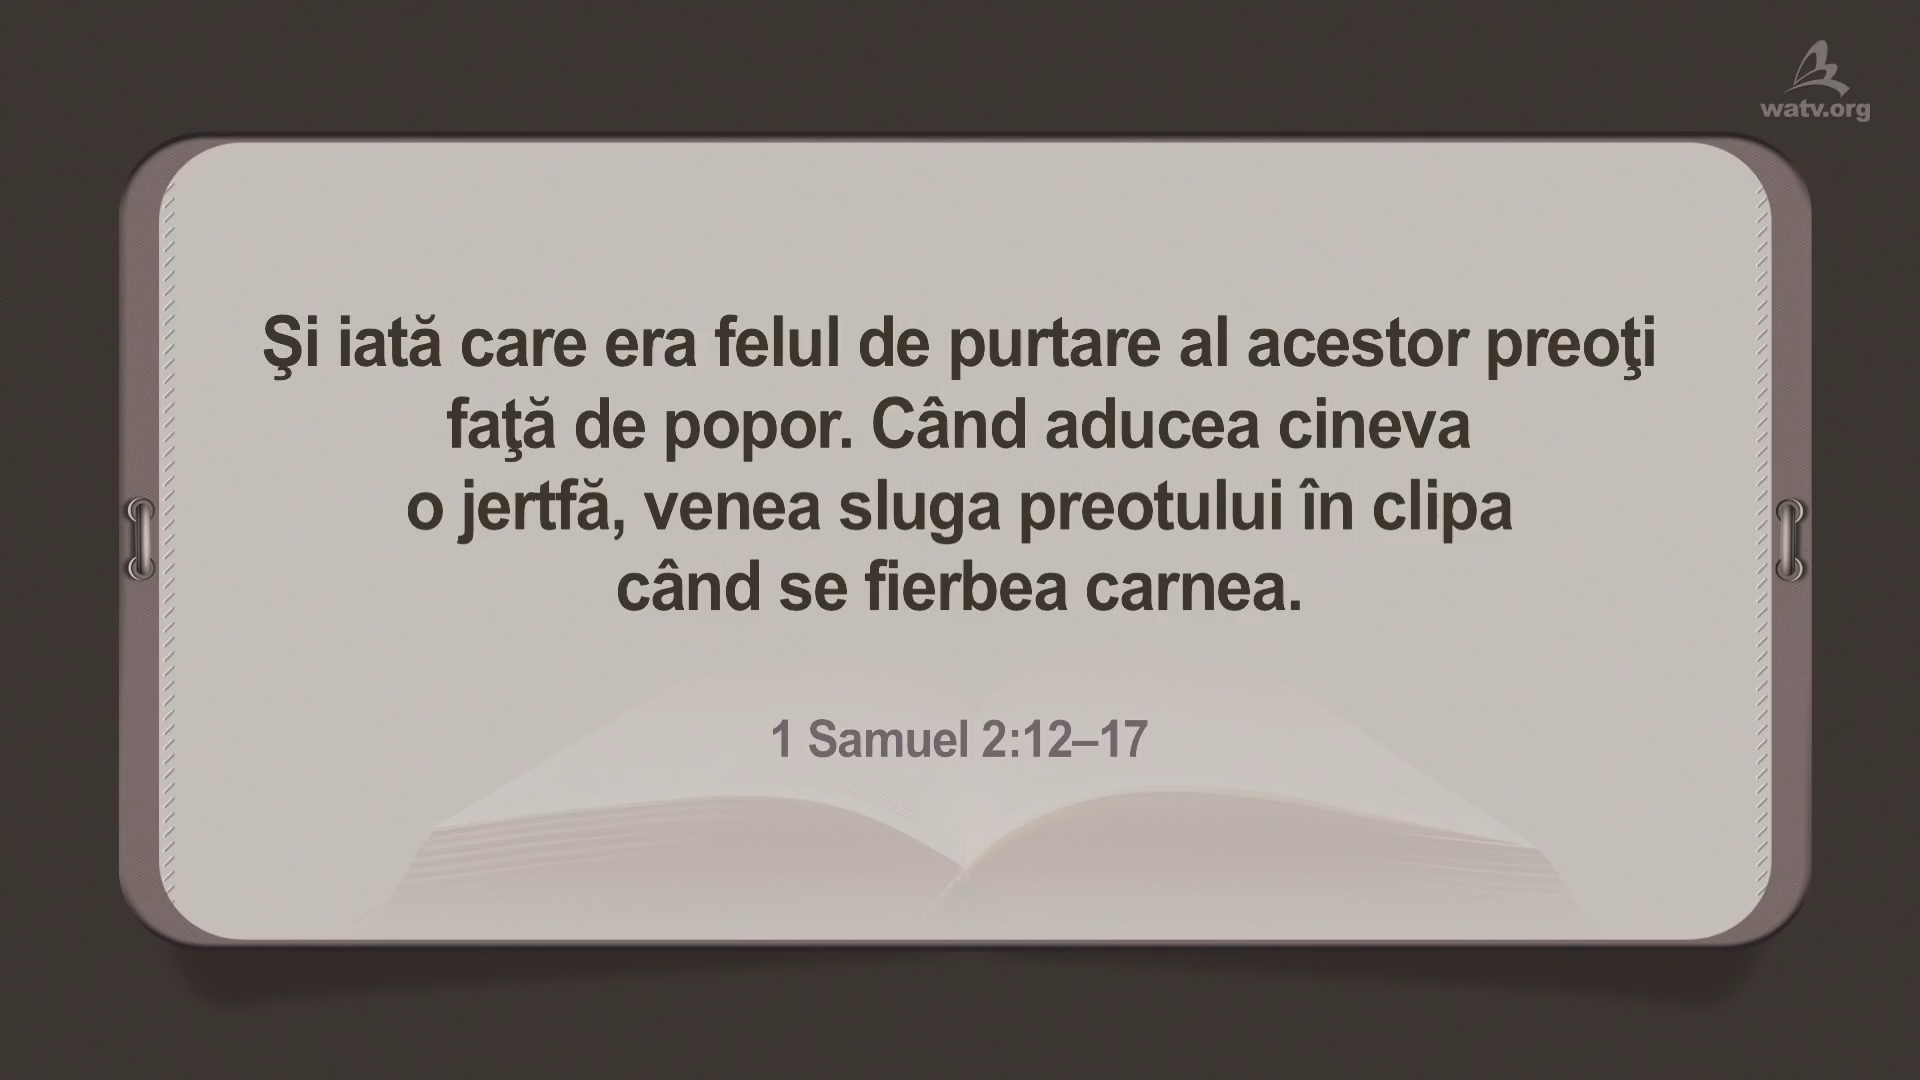 watv.org
Şi iată care era felul de purtare al acestor preoţi
faţă de popor. Când aducea cineva
o jertfă, venea sluga preotului în clipa
când se fierbea carnea.
1 Samuel 2:12–17